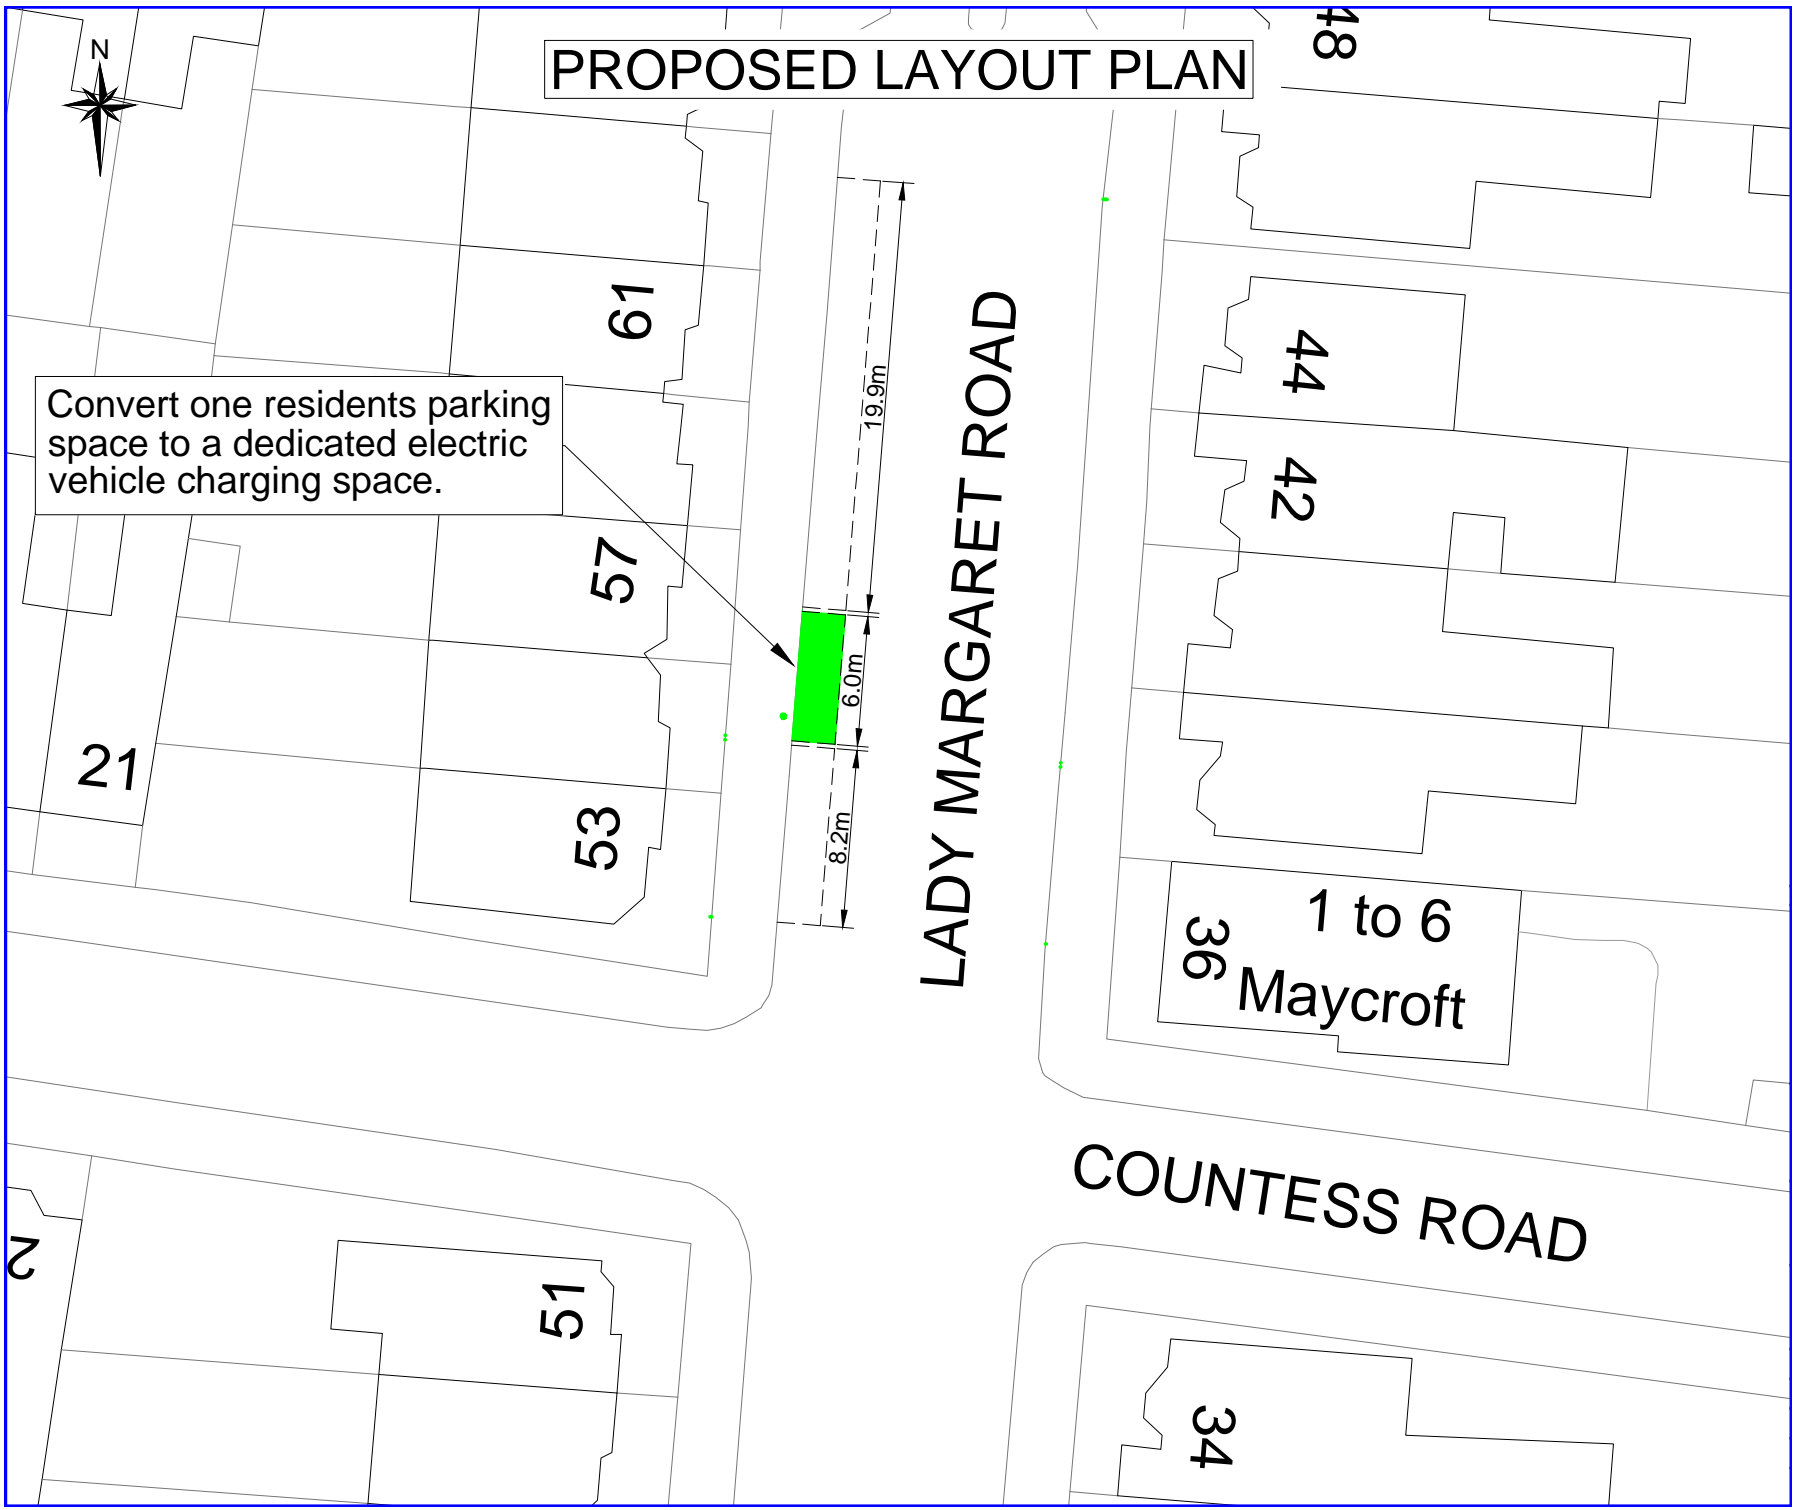 N
PROPOSED LAYOUT PLAN
48
61
19.9m
LADY MARGARET ROAD
44
Convert one residents parking
space to a dedicated electric
vehicle charging space.
42
57
6.0m
21
53
8.2m
36
1 to 6
Maycroft
COUNTESS ROAD
2
51
34